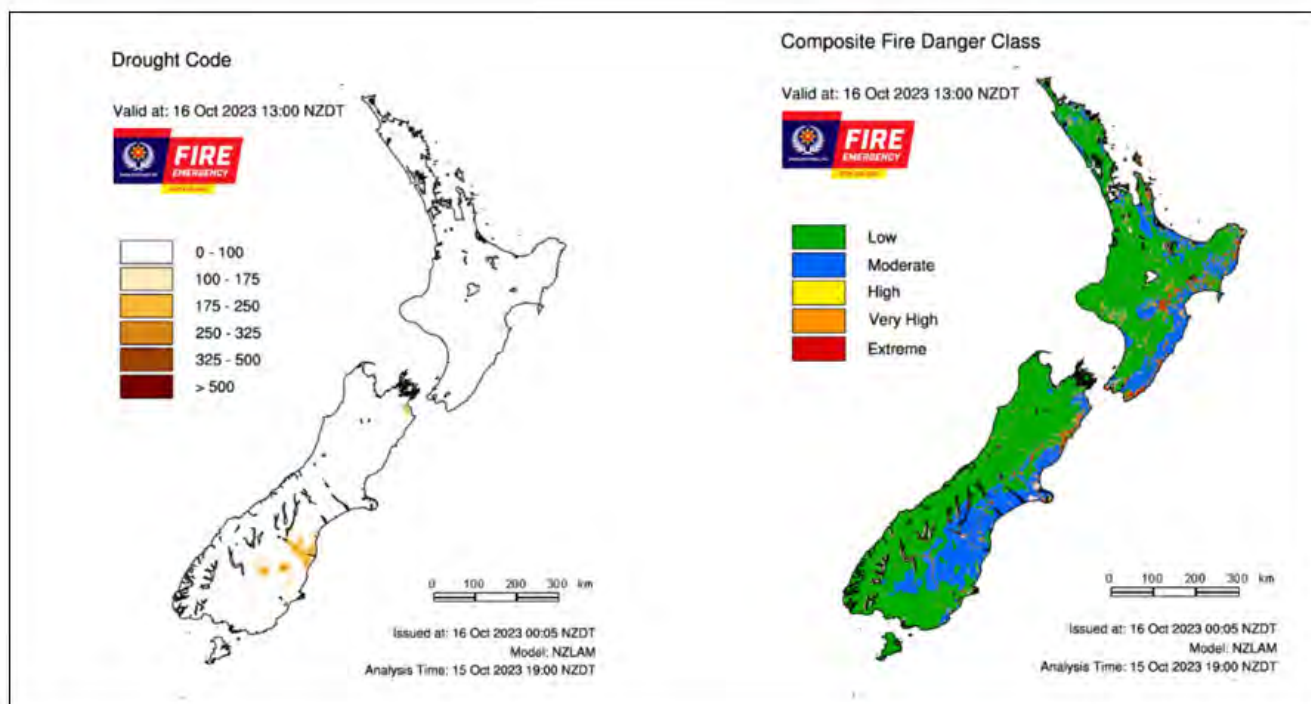 Drought Code
Valid at: 16 Oct 2023 13:00 NZDT
FIRE
EMERGENCY
0 - 100
100 - 175
175 - 250
250 - 325
325 - 500
> 500
0 100 200 300 km
Issued at: 16 Oct 2023 00:05 NZDT
Model: NZLAM
Analysis Time: 15 Oct 2023 19:00 NZDT
Composite Fire Danger Class
Valid at: 16 Oct 2023 13:00 NZDT
FIRE
EMERGENCY
Low
Moderate
High
Very High
Extreme
0 100 200 300 km
Issued at: 16 Oct 2023 00:05 NZDT
Model: NZLAM
Analysis Time: 15 Oct 2023 19:00 NZDT